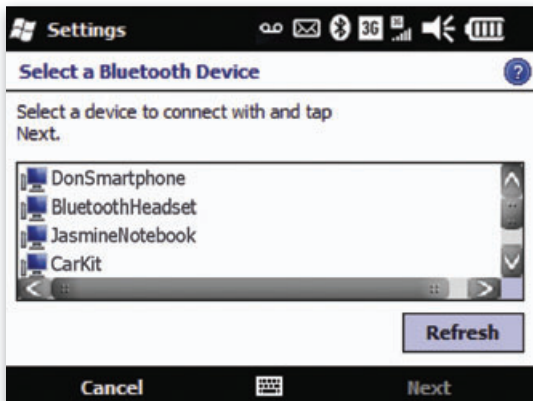 Settings
3G
Select a Bluetooth Device
?
Select a device to connect with and tap
Next.
DonSmartphone
BluetoothHeadset
JasmineNotebook
CarKit
Refresh
Cancel
Next